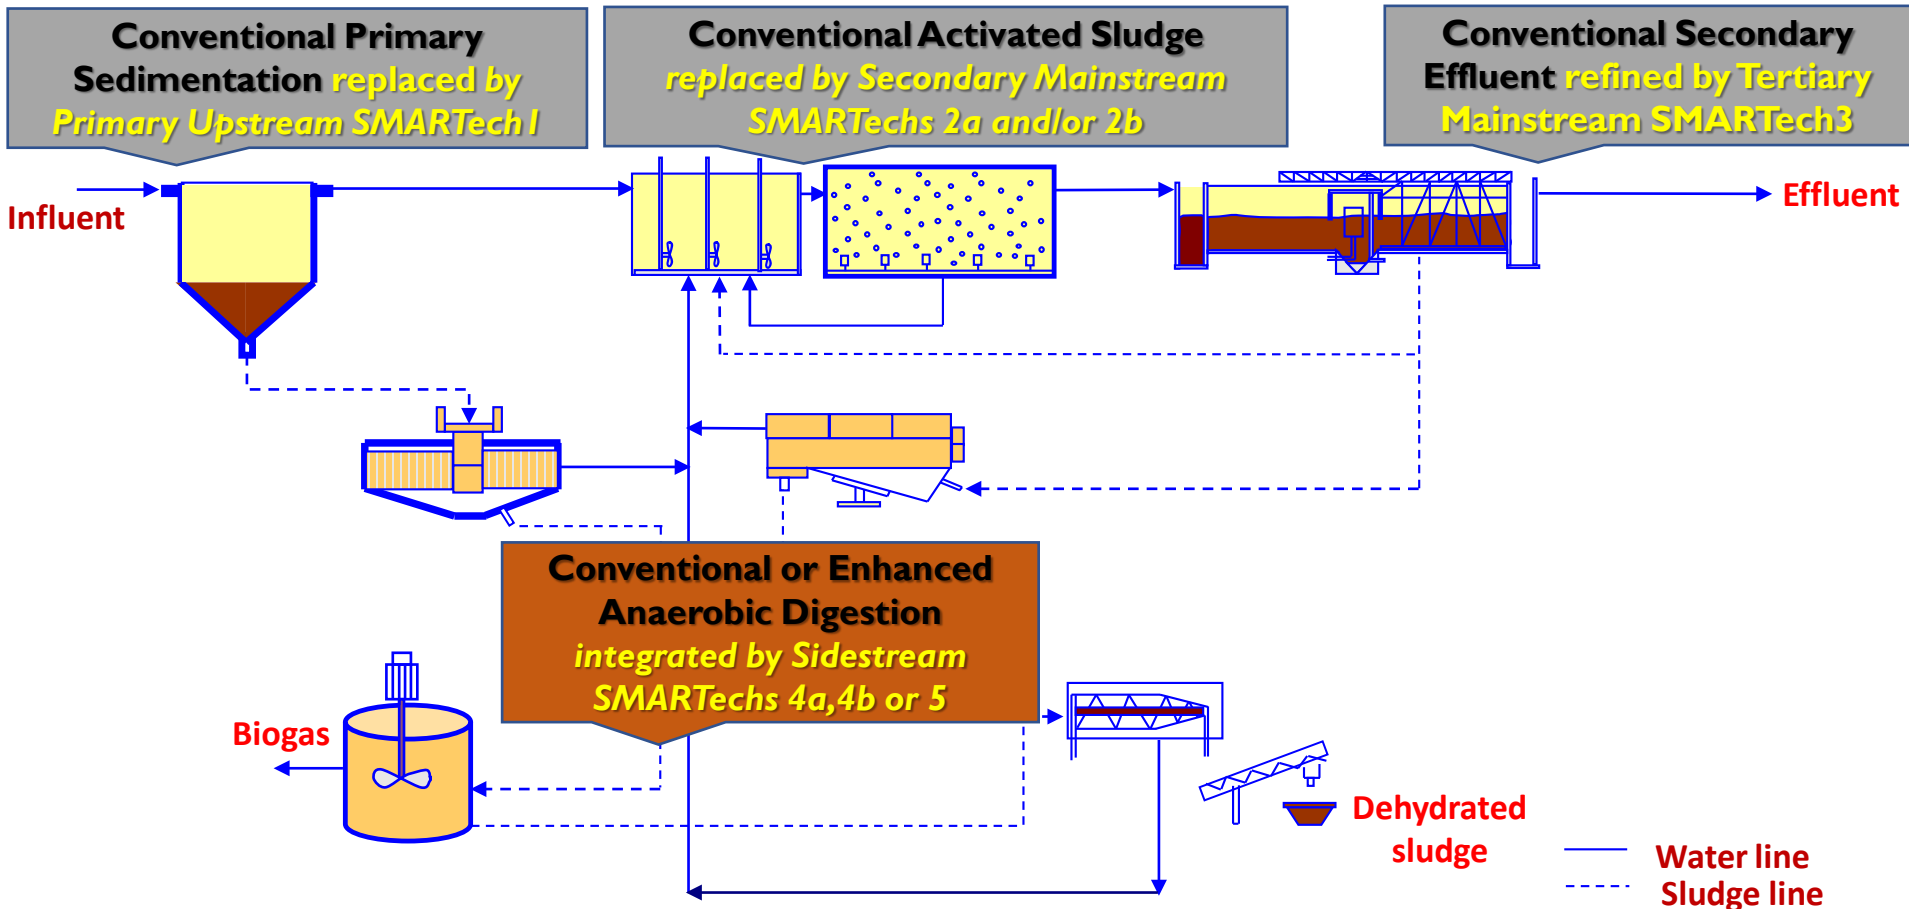 Conventional Primary
Sedimentation replaced by
Primary Upstream SMARTech1
Conventional Activated Sludge
replaced by Secondary Mainstream
SMARTechs 2a and/or 2b
Conventional Secondary
Effluent refined by Tertiary
Mainstream SMARTech3
Influent
Effluent
Conventional or Enhanced
Anaerobic Digestion
integrated by Sidestream
SMARTechs 4a,4b or 5
Biogas
Dehydrated
sludge
Water line
Sludge line